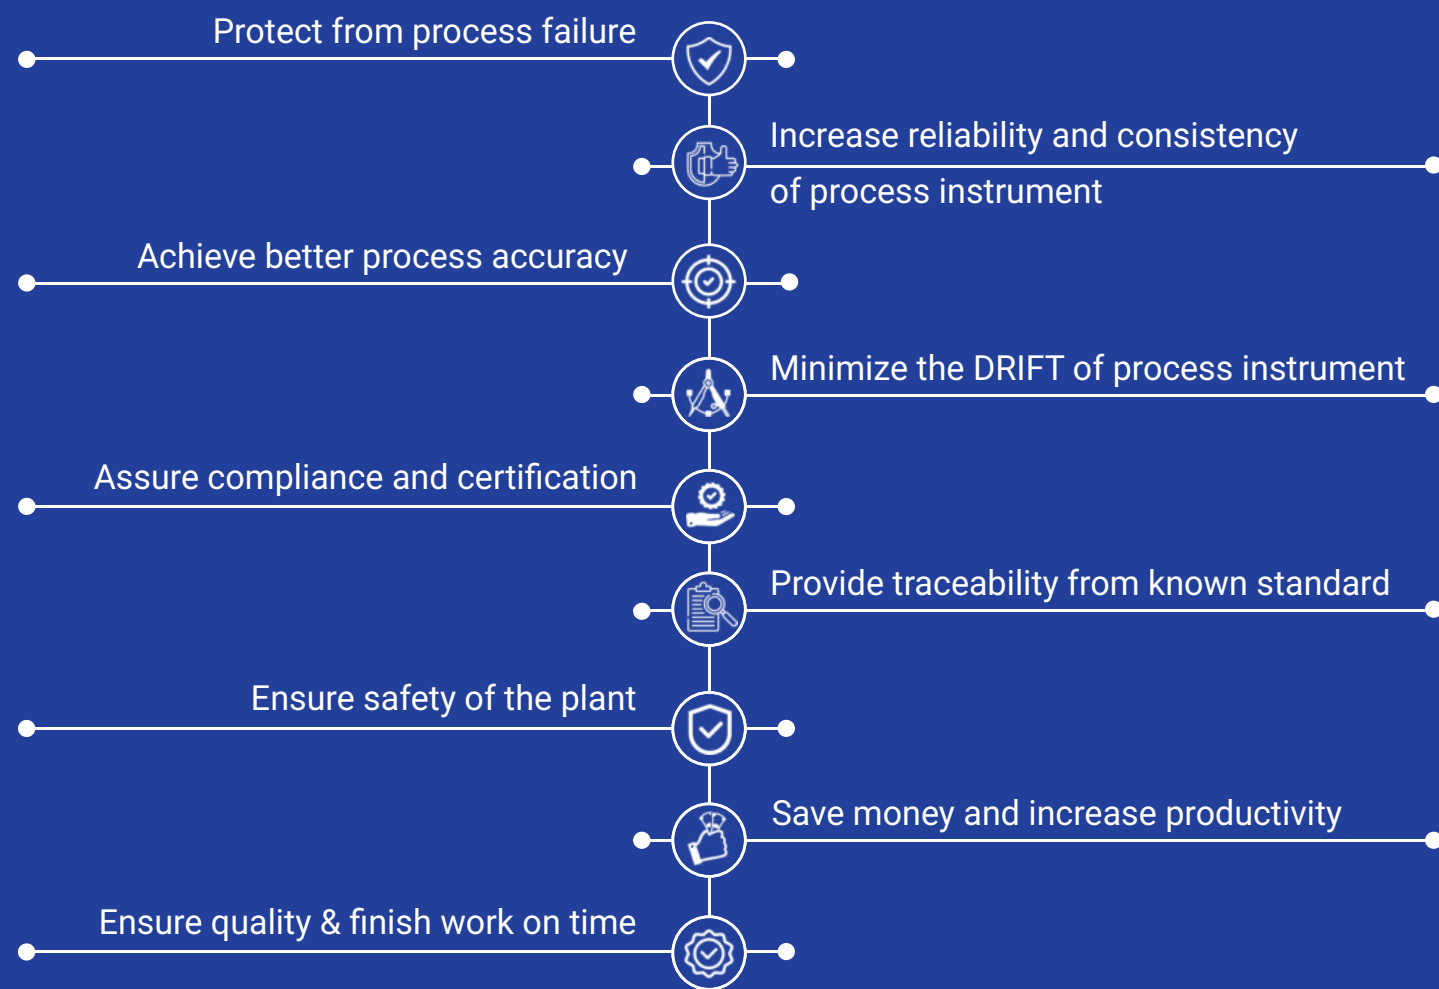 Protect from process failure
Increase reliability and consistency
of process instrument
Achieve better process accuracy
Minimize the DRIFT of process instrument
Assure compliance and certification
Provide traceability from known standard
Ensure safety of the plant
Save money and increase productivity
Ensure quality & finish work on time